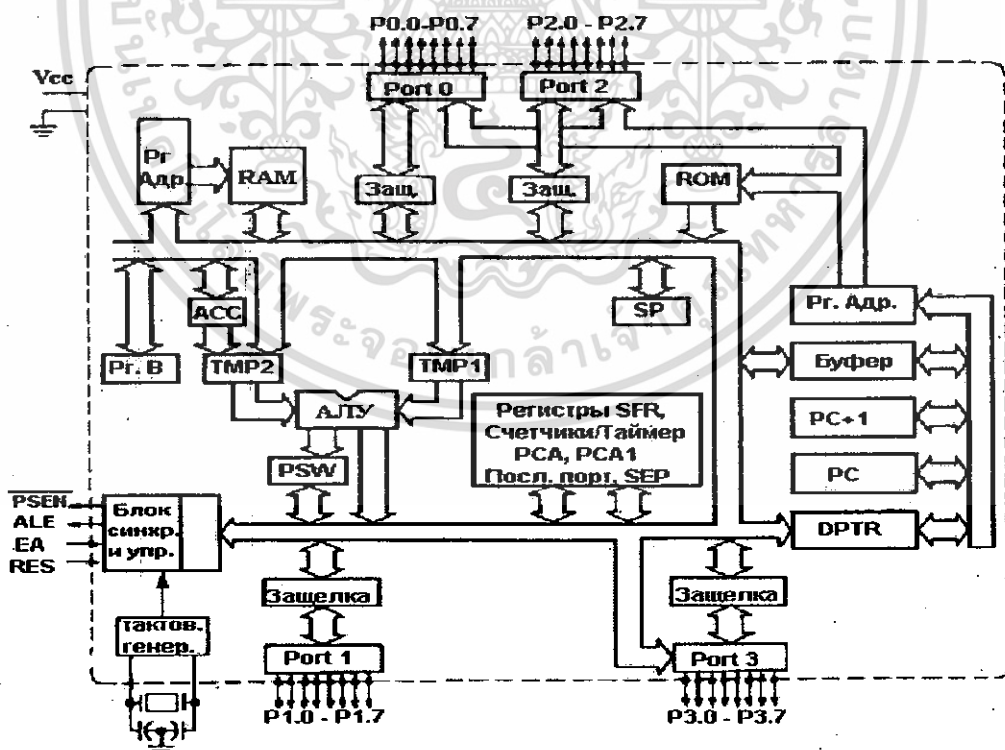 P0.0-P0.7
P2.0 - P2.7
Vcc
Port 0
Port 2
Рг
Адр.
RAM
Защ.
Защ.
ROM
ACC
SP
Рг. Адр.
Рг. В
TMP2
TMP1
Буфер
АЛУ
Регистры SFR,
Счетчики/Таймер
PCA, PCA1
Посл. порт, SEP
PC+1
PSW
PC
PSEN
ALE
EA
RES
Блок
синхр.
и упр.
DPTR
Защелка
Защелка
тактов.
генер.
Port 1
Port 3
P1.0 - P1.7
P3.0 - P3.7